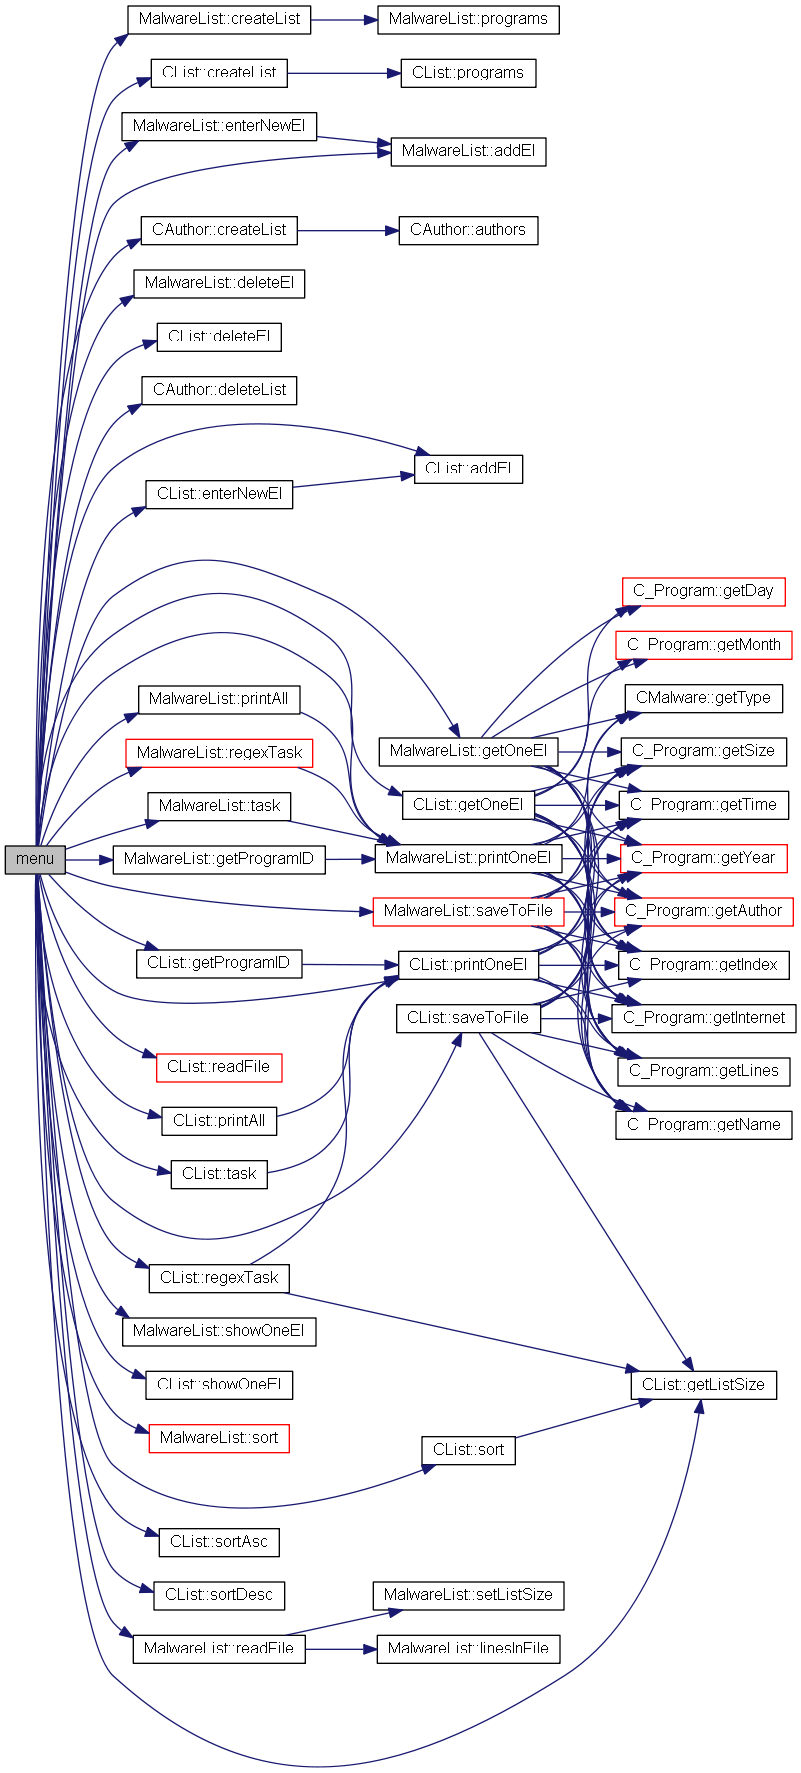 MalwareList::createList
MalwareList::programs
CList::createList
CList::programs
MalwareList::enterNewEl
MalwareList::addEl
CAuthor::createList
CAuthor::authors
MalwareList::deleteEl
CList::deleteEl
CAuthor::deleteList
CList::addEl
CList::enterNewEl
C_Program::getDay
C_Program::getMonth
MalwareList::printAll
CMalware::getType
MalwareList::regexTask
MalwareList::getOneEl
C_Program::getSize
MalwareList::task
CList::getOneEl
C_Program::getTime
menu
MalwareList::getProgramID
MalwareList::printOneEl
C_Program::getYear
MalwareList::saveToFile
C_Program::getAuthor
CList::getProgramID
CList::printOneEl
C_Program::getIndex
CList::saveToFile
C_Program::getInternet
CList::readFile
C_Program::getLines
CList::printAll
C_Program::getName
CList::task
CList::regexTask
MalwareList::showOneEl
CList::showOneEl
CList::getListSize
MalwareList::sort
CList::sort
CList::sortAsc
CList::sortDesc
MalwareList::setListSize
MalwareList::readFile
MalwareList::linesInFile